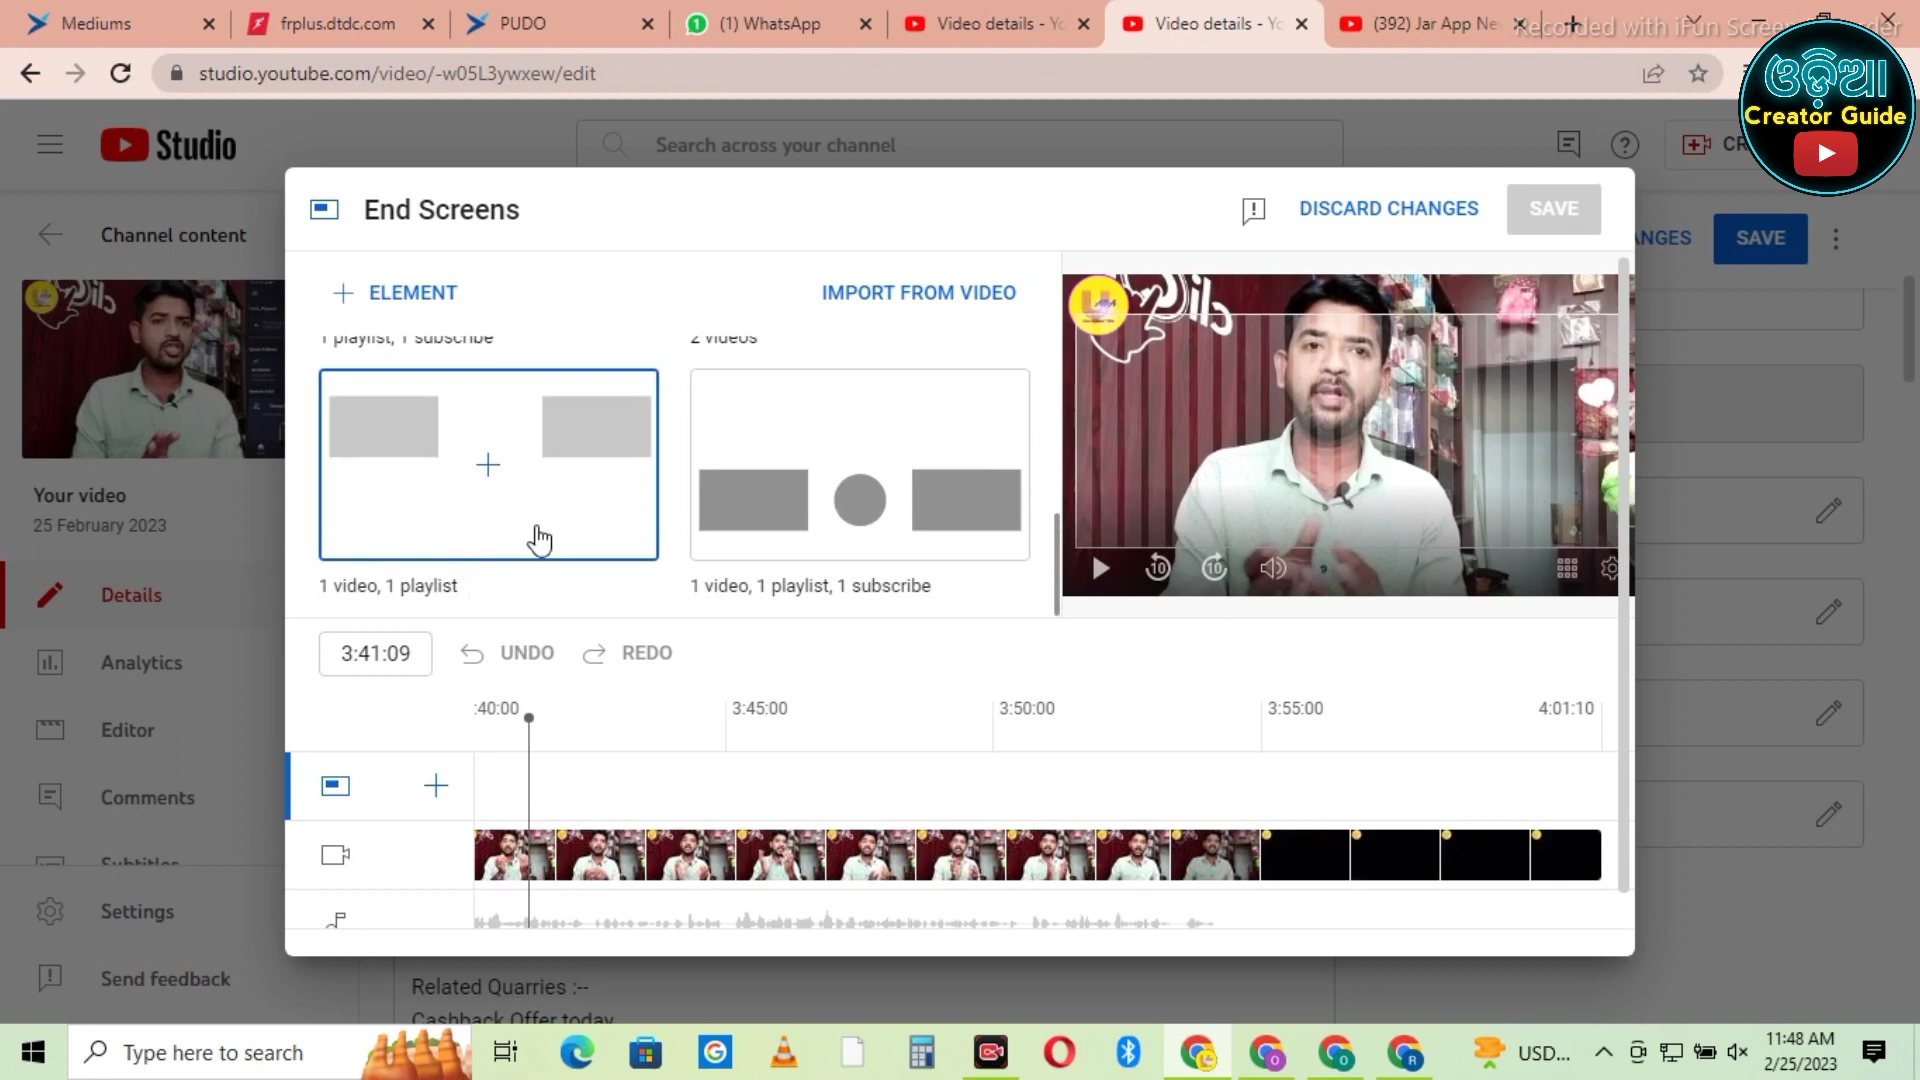 Mediums
frplus.dtdc.com
PUDO
(1) WhatsApp
Video details - Yo
Video details - Yo
(392) Jar App Ne
Recorded with iFun Screen
studio.youtube.com/video/-w05L3ywxew/edit
ଓଡ଼ିଆ
Creator Guide
Studio
Search across your channel
CR
Channel content
End Screens
DISCARD CHANGES
SAVE
NGES
SAVE
ELEMENT
IMPORT FROM VIDEO
1 playlist, 1 subscribe
2 videos
1 video, 1 playlist
1 video, 1 playlist, 1 subscribe
Your video
25 February 2023
Details
Analytics
Editor
Comments
Subtitles
Settings
Send feedback
3:41:09
UNDO
REDO
:40:00
3:45:00
3:50:00
3:55:00
4:01:10
Related Quarries :--
Cashback Offer today
Type here to search
USD...
11:48 AM
2/25/2023